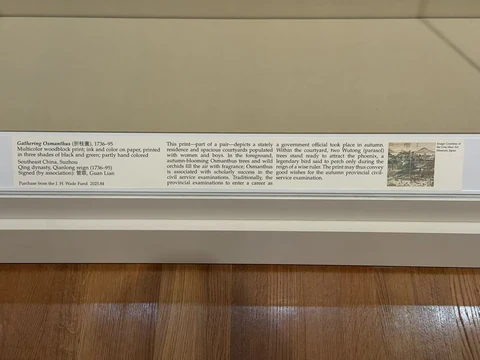 Gathering Osmanthus (折桂圖), 1736–95
Multicolor woodblock print; ink and color on paper, printed
in three shades of black and green; partly hand colored
Southeast China, Suzhou
Qing dynasty, Qianlong reign (1736–95)
Signed (by association): 管聯, Guan Lian
Purchase from the J. H. Wade Fund
This print—part of a pair—depicts a stately
residence and spacious courtyards populated
with women and boys. In the foreground,
autumn-blooming Osmanthus trees and wild
orchids fill the air with fragrance; Osmanthus
is associated with scholarly success in the
civil service examinations. Traditionally, the
provincial examinations to enter a career as
a government official took place in autumn.
Within the courtyard, two Wutong (parasol)
trees stand ready to attract the phoenix, a
legendary bird said to perch only during the
reign of a wise ruler. The print may thus convey
good wishes for the autumn provincial civil-
service examination.